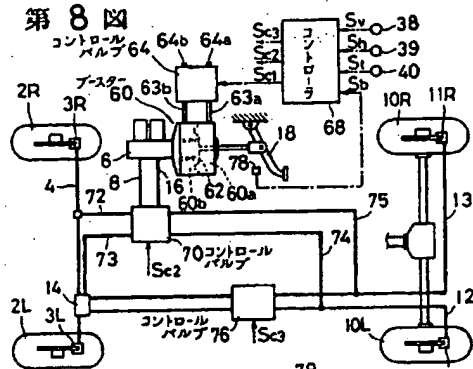 第8図
コントロール
バルブ
64
64b
64a
Sc3
Sc2
Sc1
コントローラ
68
Sv
Sh
St
Sb
38
39
40
ブースター
60
63b
63a
2R
3R
6
8
16
60b
62
60a
18
78
10R
11R
4
72
75
13
73
70 コントロール
バルブ
74
Sc2
14
コントロール
バルブ 76
Sc3
12
2L
3L
10L
79